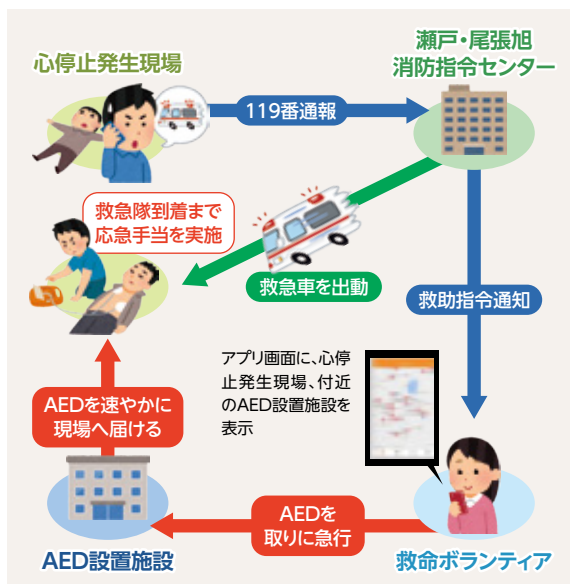 心停止発生現場
瀬戸・尾張旭
消防指令センター
119番通報
救急隊到着まで
応急手当を実施
救急車を出動
救助指令通知
アプリ画面に、心停
止発生現場、付近
のAED設置施設を
表示
AEDを速やかに
現場へ届ける
AEDを
取りに急行
AED設置施設
救命ボランティア